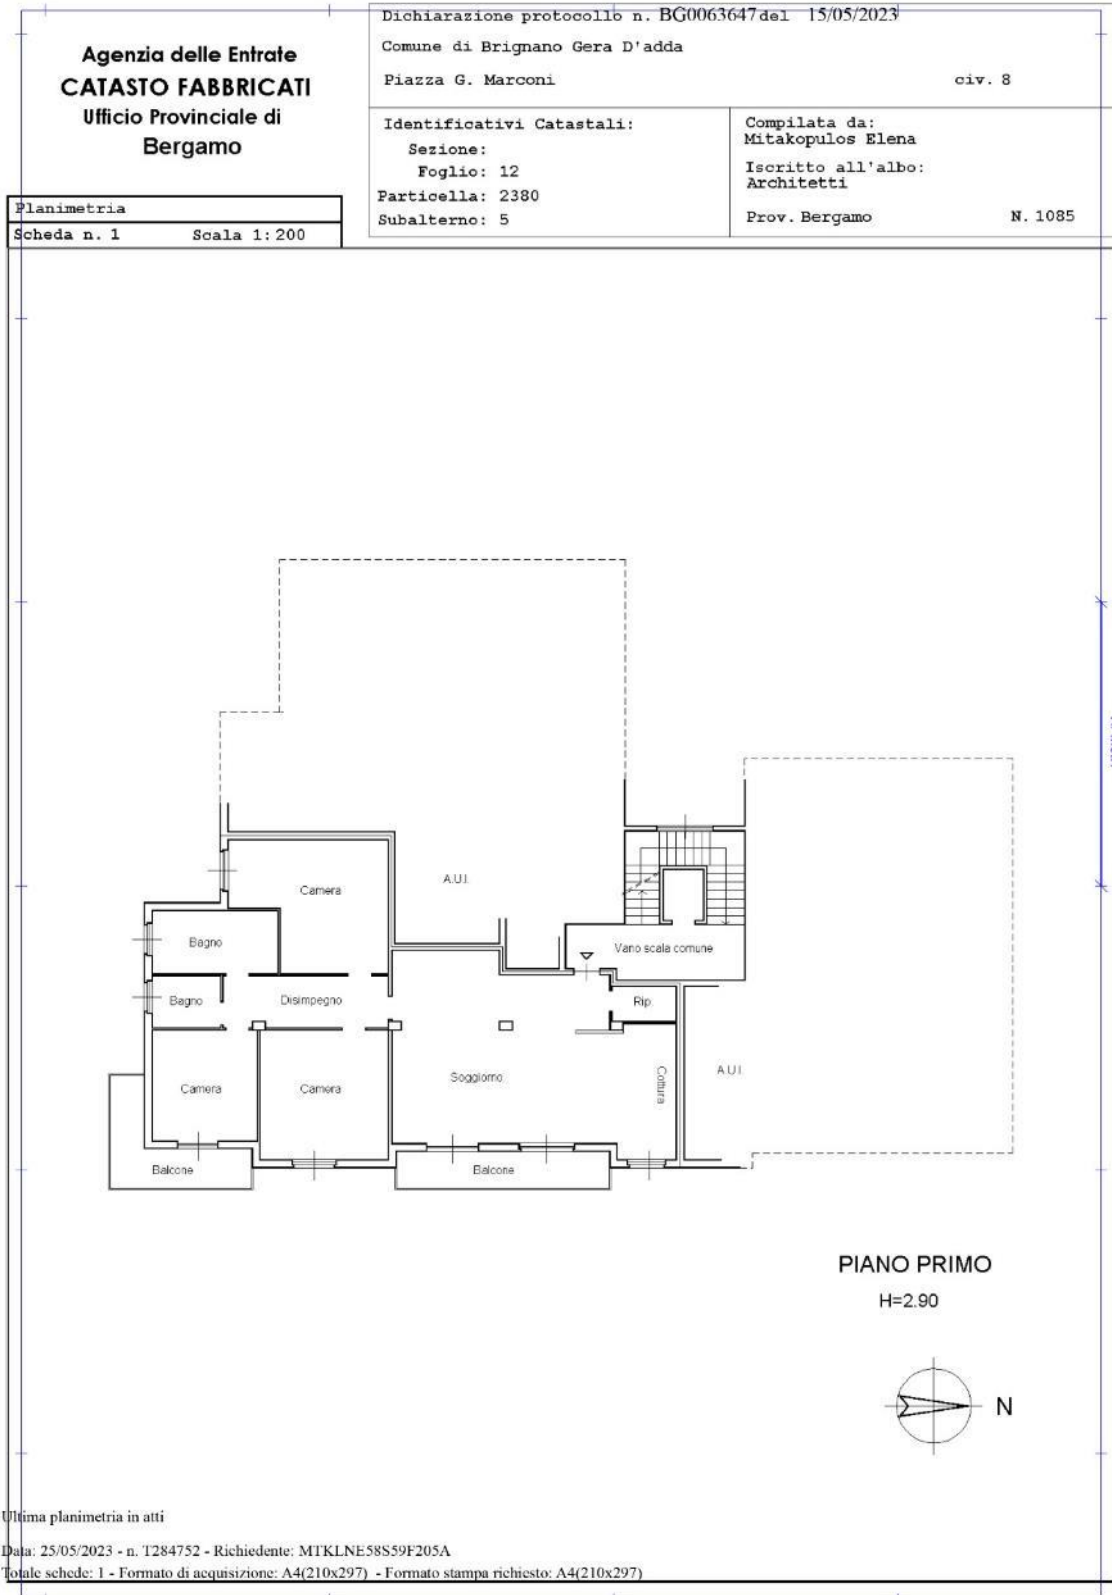 Agenzia delle Entrate
CATASTO FABBRICATI
Ufficio Provinciale di
Bergamo
Planimetria
Scheda n. 1 Scala 1:200
Dichiarazione protocollo n. BG0063647 del 15/05/2023
Comune di Brignano Gera D'adda
Piazza G. Marconi civ. 8
Identificativi Catastali:
Sezione:
Foglio: 12
Particella: 2380
Subalterno: 5
Compilata da:
Mitakopulos Elena
Iscritto all'albo:
Architetti
Prov. Bergamo N. 1085
Camera
A.U.I.
Bagno
Vano scala comune
Bagno
Disimpegno
Rip.
Soggiorno
Cottura
A.U.I.
Camera
Camera
Balcone
Balcone
PIANO PRIMO
H=2.90
N
Ultima planimetria in atti
Data: 25/05/2023 - n. T284752 - Richiedente: MTKLNE58S59F205A
Totale schede: 1 - Formato di acquisizione: A4(210x297) - Formato stampa richiesto: A4(210x297)